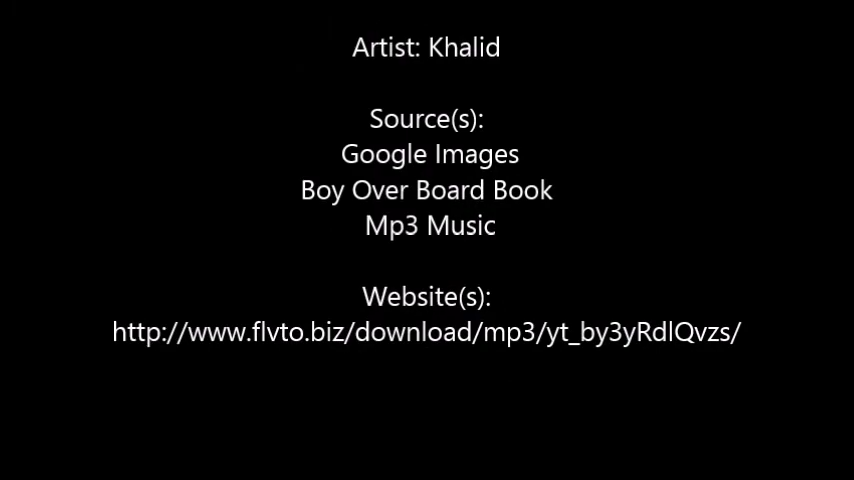 Artist: Khalid
Source(s):
Google Images
Boy Over Board Book
Mp3 Music
Website(s):
http://www.flvto.biz/download/mp3/yt_by3yRdlQvzs/